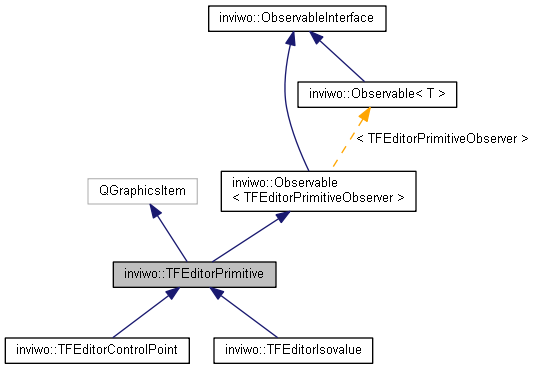 inviwo::ObservableInterface
inviwo::Observable< T >
< TFEditorPrimitiveObserver >
inviwo::Observable
< TFEditorPrimitiveObserver >
QGraphicsItem
inviwo::TFEditorPrimitive
inviwo::TFEditorControlPoint
inviwo::TFEditorIsovalue